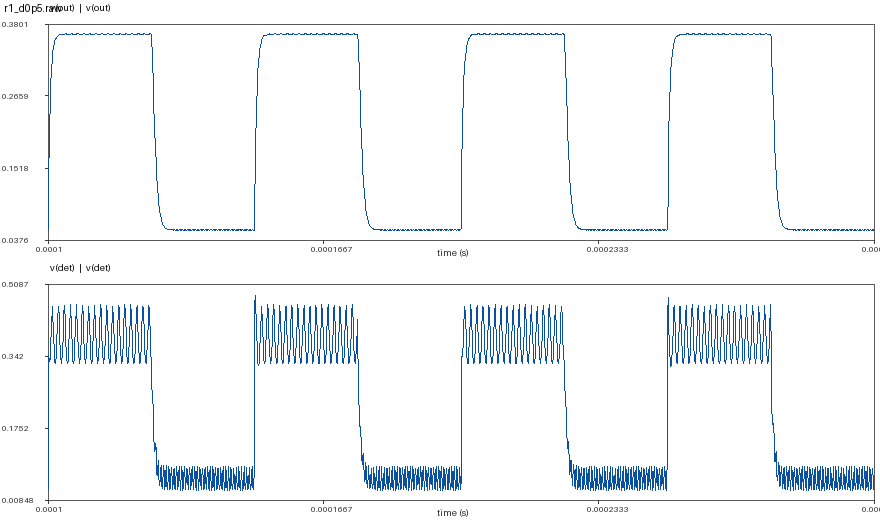 r1_d0p5.raw v(out) | v(out)
0.3801
0.2659
0.1518
0.0376
0.0001 0.0001667 0.0002333
time (s)
v(det) | v(det)
0.5087
0.342
0.1752
0.00848
0.0001 0.0001667 0.0002333
time (s)